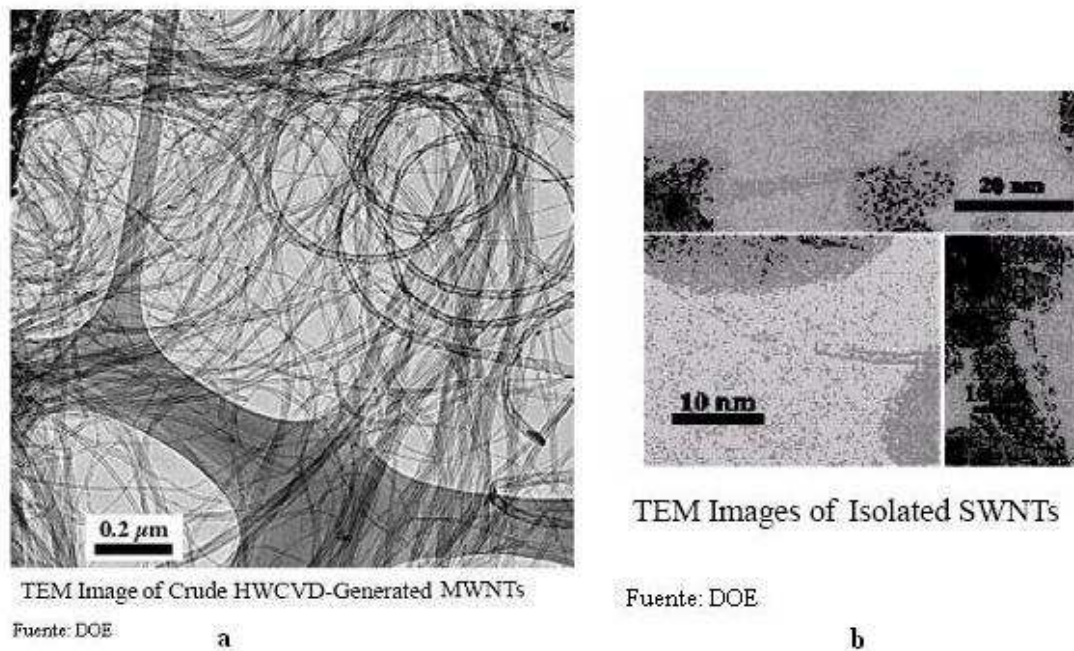 0.2 µm
TEM Image of Crude HWCVD-Generated MWNTs
Fuente: DOE
a
20 nm
10 nm
TEM Images of Isolated SWNTs
Fuente: DOE
b